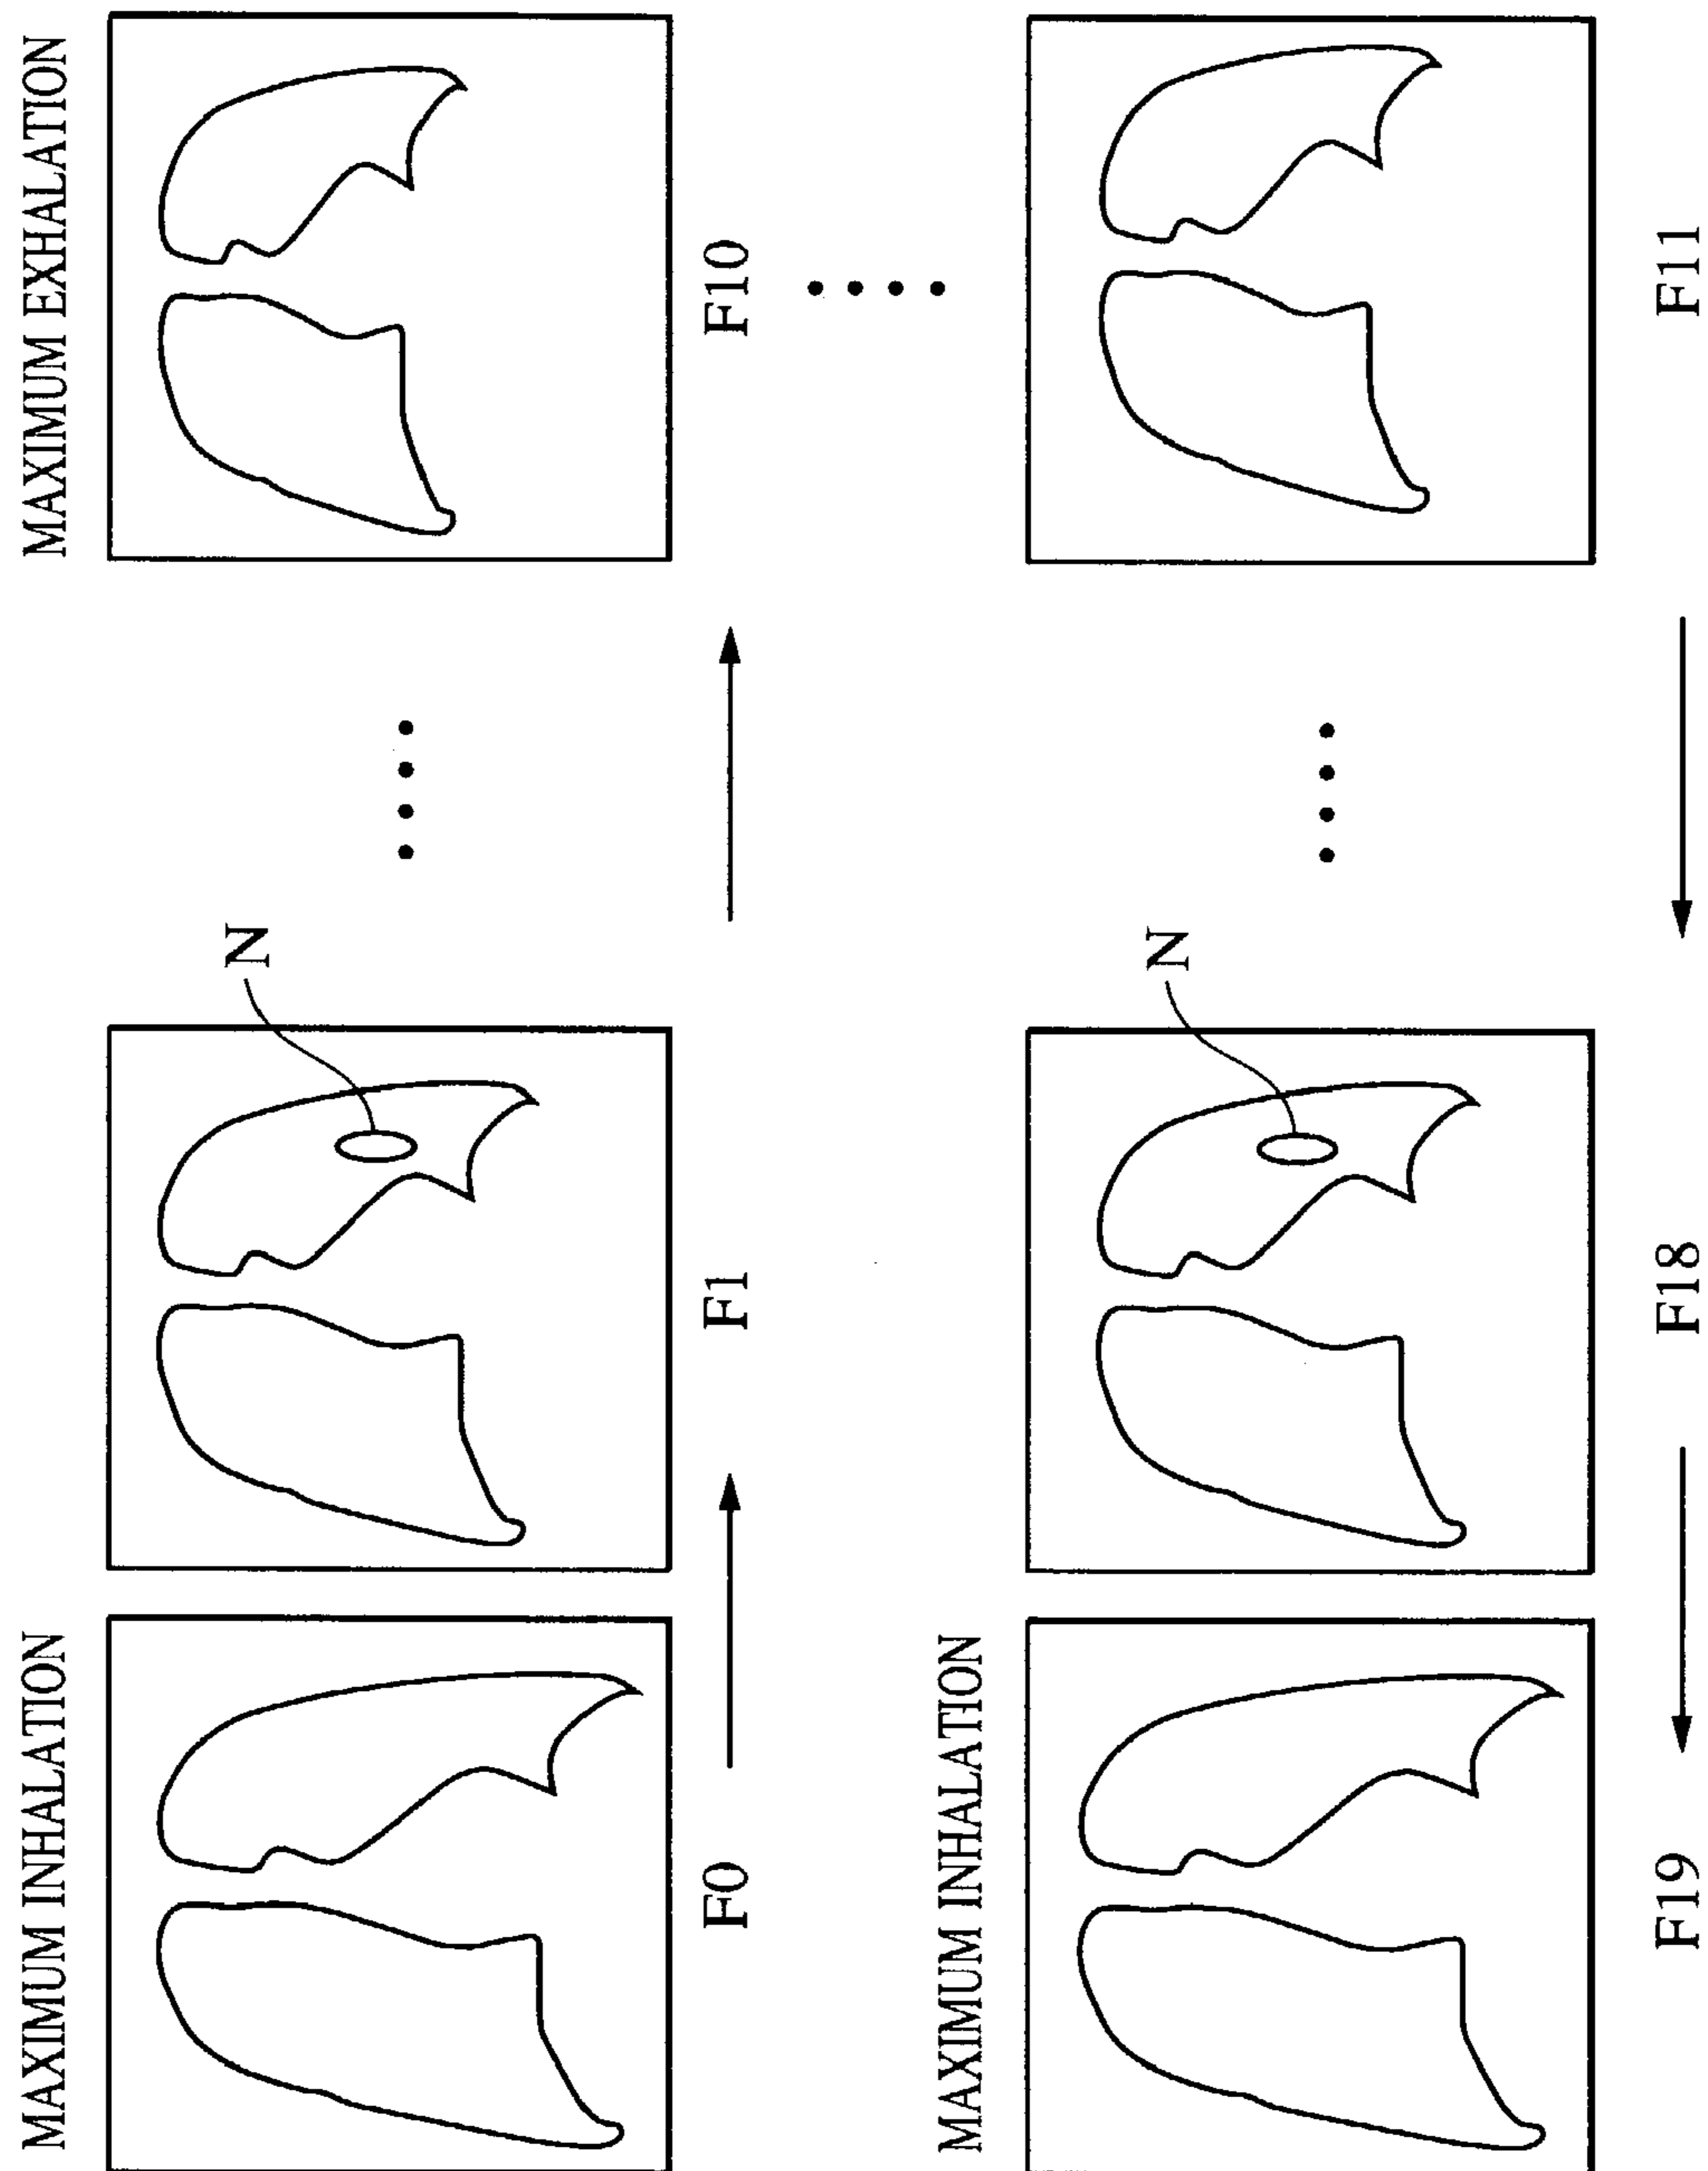 MAXIMUM INHALATION
MAXIMUM EXHALATION
N
F0
F1
F10
MAXIMUM INHALATION
N
F19
F18
F11